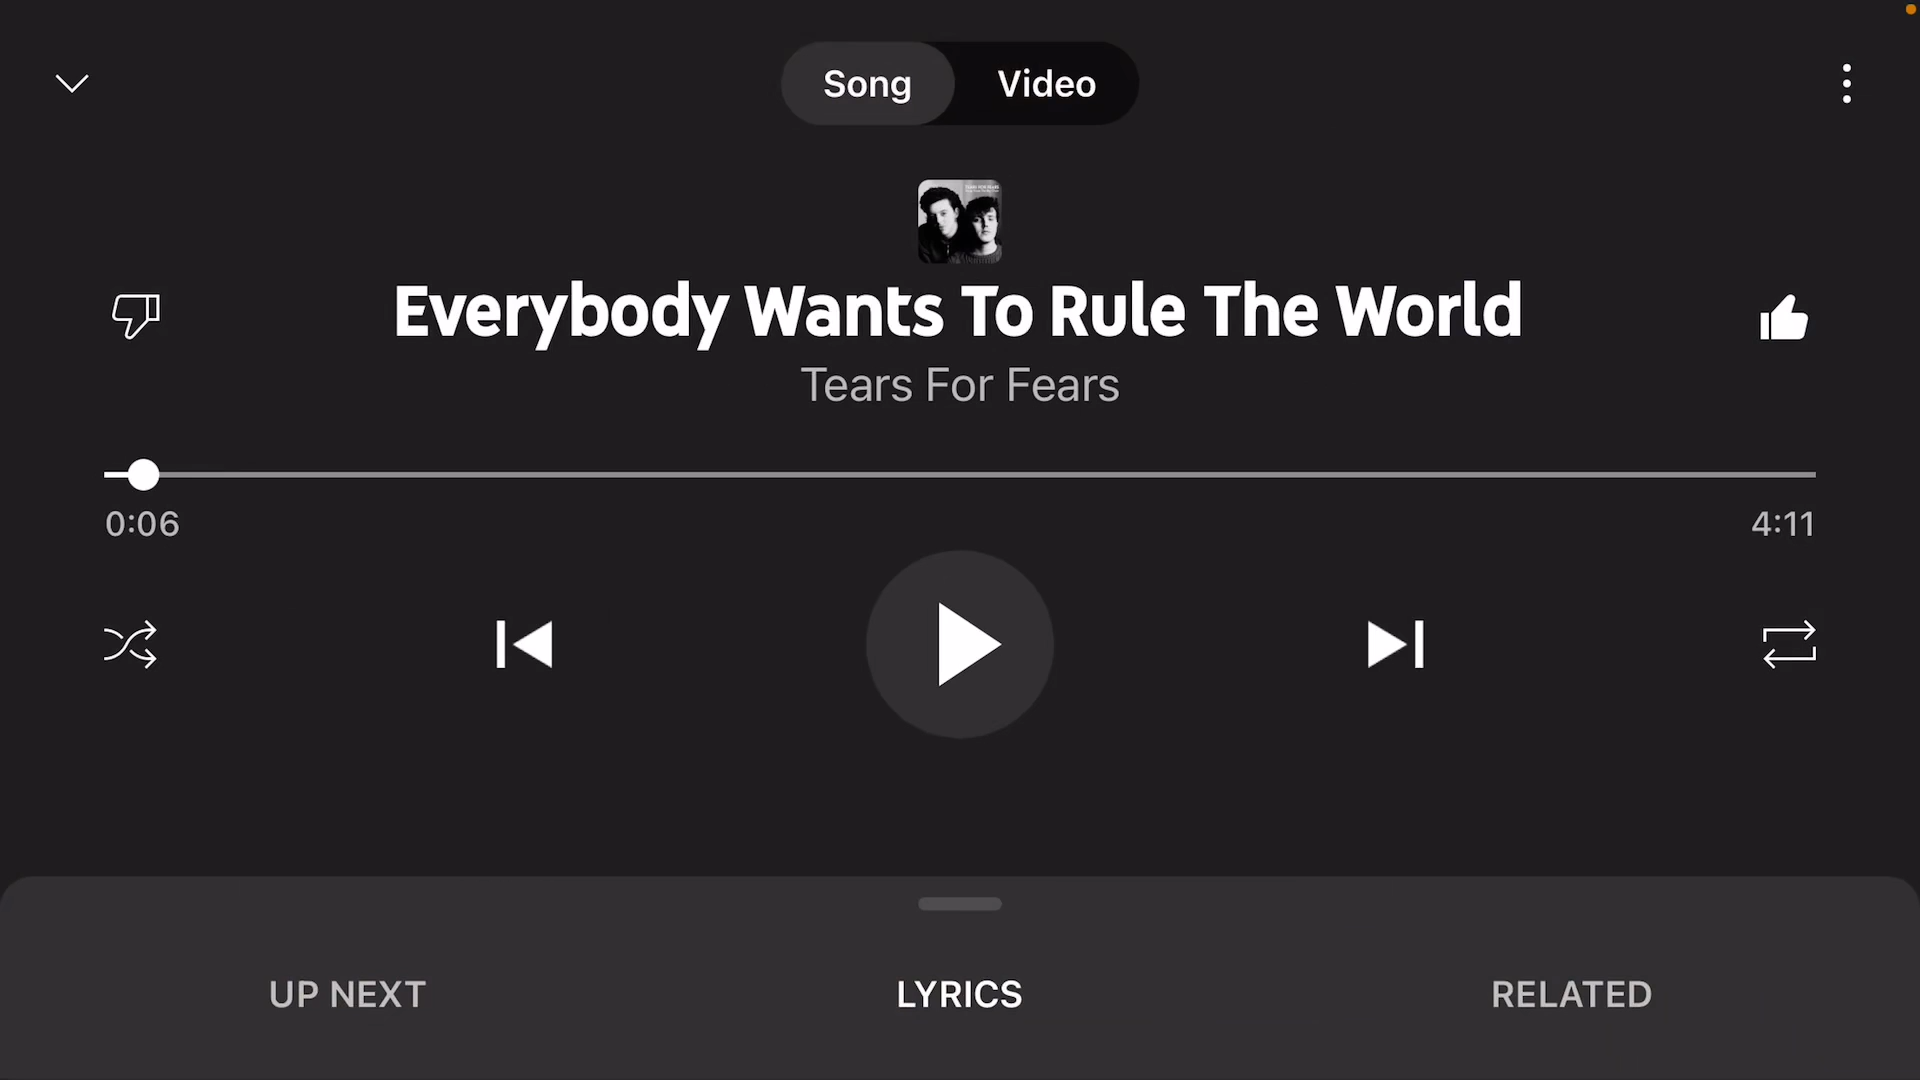 Song Video
Everybody Wants To Rule The World
Tears For Fears
0:06 4:11
UP NEXT LYRICS RELATED